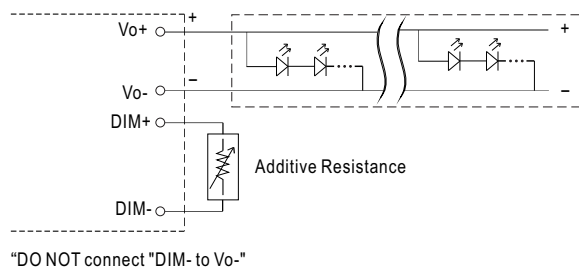 Vo+
+
+
Vo-
−
−
DIM+
Additive Resistance
DIM-
“DO NOT connect "DIM- to Vo-"